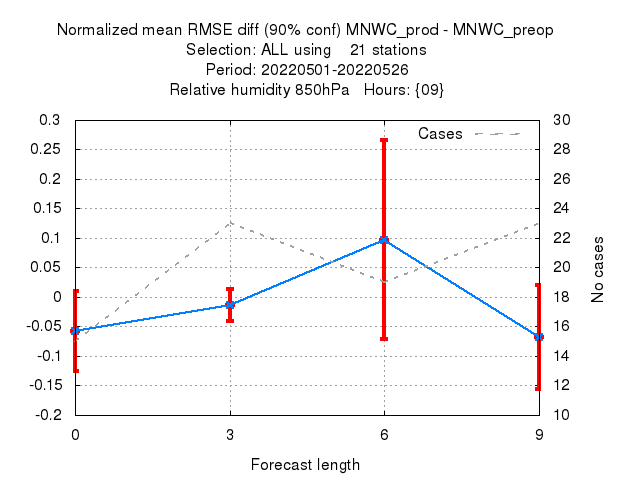 Normalized mean RMSE diff (90% conf) MNWC_prod - MNWC_preop
Selection: ALL using 21 stations
Period: 20220501-20220526
Relative humidity 850hPa Hours: {09}
0.3 30
0.25 28
0.2 26
0.15 24
0.1 22
0.05 20
0 18
-0.05 16
-0.1 14
-0.15 12
-0.2 10
Cases
No cases
0 3 6 9
Forecast length